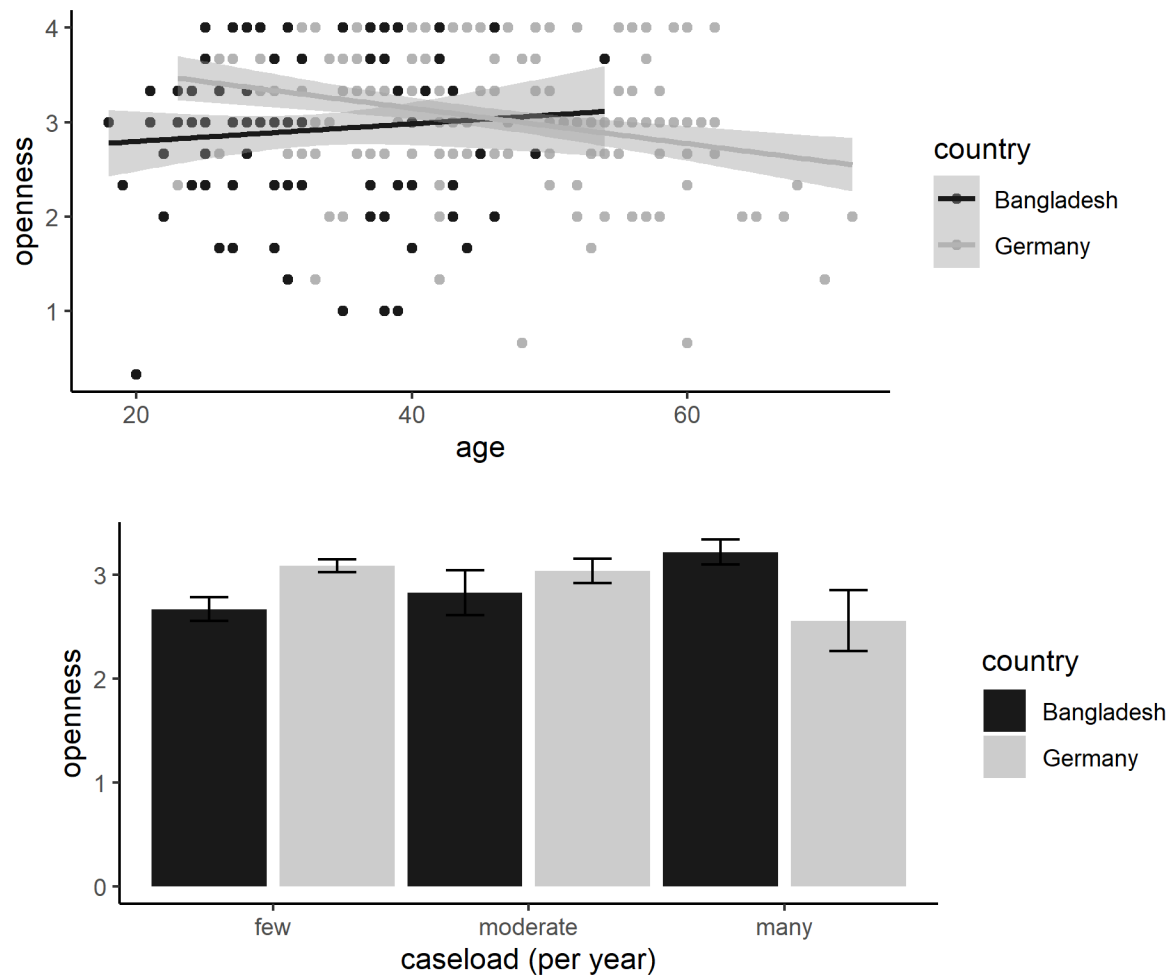 4
3
2
1
openness
20
40
60
age
country
Bangladesh
Germany
3
2
1
0
openness
few
moderate
many
caseload (per year)
country
Bangladesh
Germany